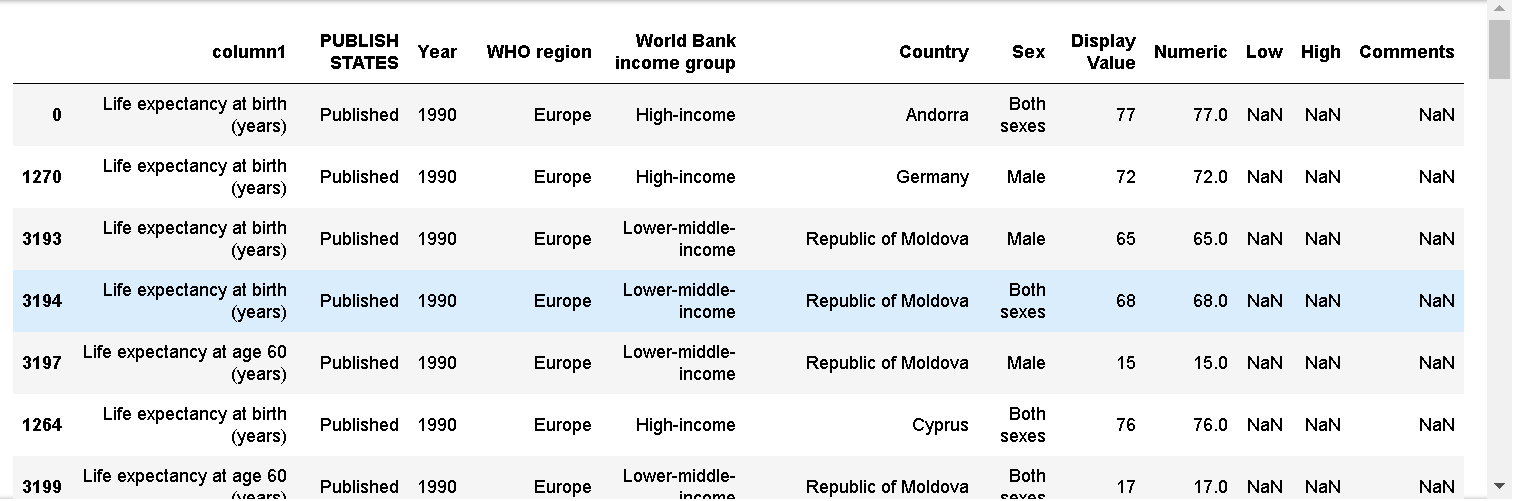 column1 PUBLISH STATES Year WHO region World Bank income group Country Sex Display Value Numeric Low High Comments
0 Life expectancy at birth (years) Published 1990 Europe High-income Andorra Both sexes 77 77.0 NaN NaN NaN
1270 Life expectancy at birth (years) Published 1990 Europe High-income Germany Male 72 72.0 NaN NaN NaN
3193 Life expectancy at birth (years) Published 1990 Europe Lower-middle-income Republic of Moldova Male 65 65.0 NaN NaN NaN
3194 Life expectancy at birth (years) Published 1990 Europe Lower-middle-income Republic of Moldova Both sexes 68 68.0 NaN NaN NaN
3197 Life expectancy at age 60 (years) Published 1990 Europe Lower-middle-income Republic of Moldova Male 15 15.0 NaN NaN NaN
1264 Life expectancy at birth (years) Published 1990 Europe High-income Cyprus Both sexes 76 76.0 NaN NaN NaN
3199 Life expectancy at age 60 (years) Published 1990 Europe Lower-middle-income Republic of Moldova Both sexes 17 17.0 NaN NaN NaN